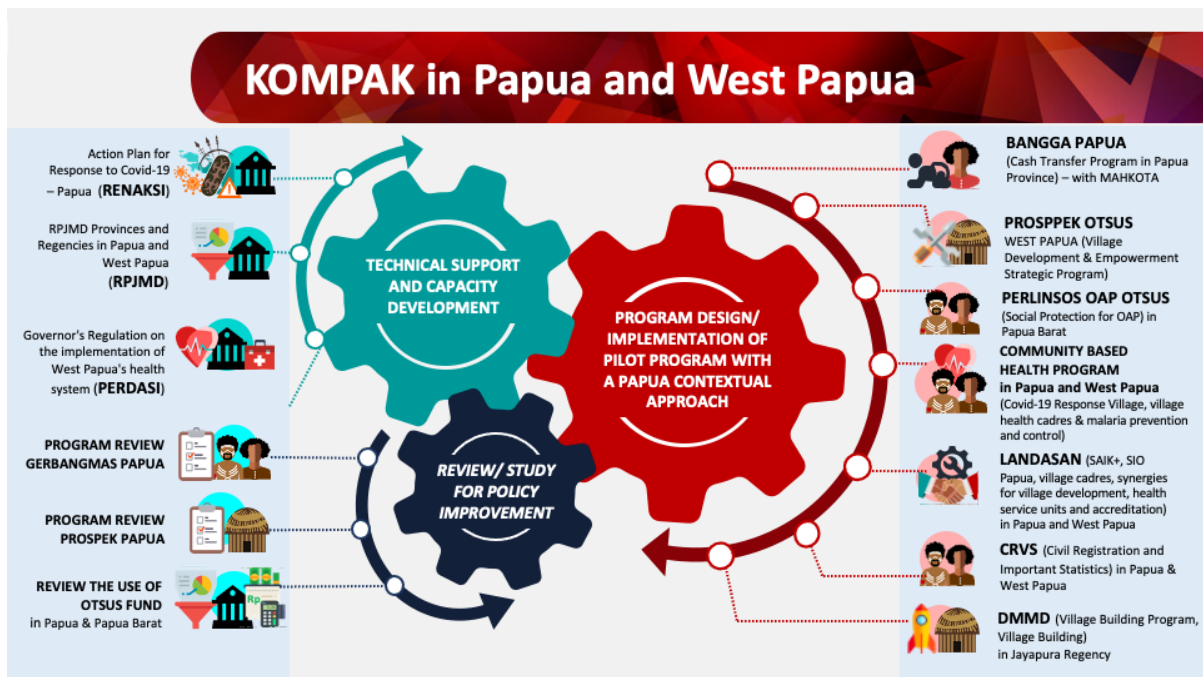 KOMPAK in Papua and West Papua
Action Plan for
Response to Covid-19
– Papua (RENAKSI)
RPJMD Provinces and
Regencies in Papua and
West Papua
(RPJMD)
Governor's Regulation on
the implementation of
West Papua's health
system (PERDASI)
PROGRAM REVIEW
GERBANGMAS PAPUA
PROGRAM REVIEW
PROSPEK PAPUA
REVIEW THE USE OF
OTSUS FUND
in Papua & Papua Barat
Rp
TECHNICAL SUPPORT
AND CAPACITY
DEVELOPMENT
REVIEW/ STUDY
FOR POLICY
IMPROVEMENT
PROGRAM DESIGN/
IMPLEMENTATION OF
PILOT PROGRAM WITH
A PAPUA CONTEXTUAL
APPROACH
BANGGA PAPUA
(Cash Transfer Program in Papua
Province) – with MAHKOTA
PROSPPEK OTSUS
WEST PAPUA (Village
Development & Empowerment
Strategic Program)
PERLINSOS OAP OTSUS
(Social Protection for OAP) in
Papua Barat
COMMUNITY BASED
HEALTH PROGRAM
in Papua and West Papua
(Covid-19 Response Village, village
health cadres & malaria prevention
and control)
LANDASAN (SAIK+, SIO
Papua, village cadres, synergies
for village development, health
service units and accreditation)
in Papua and West Papua
CRVS (Civil Registration and
Important Statistics) in Papua &
West Papua
DMMD (Village Building Program,
Village Building)
in Jayapura Regency